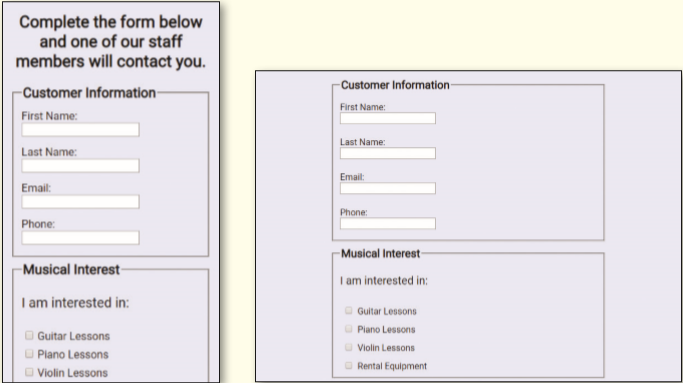 Complete the form below
and one of our staff
members will contact you.
Customer Information
First Name:
Last Name:
Email:
Phone:
Musical Interest
I am interested in:
Guitar Lessons
Piano Lessons
Violin Lessons
Customer Information
First Name:
Last Name:
Email:
Phone:
Musical Interest
I am interested in:
Guitar Lessons
Piano Lessons
Violin Lessons
Rental Equipment